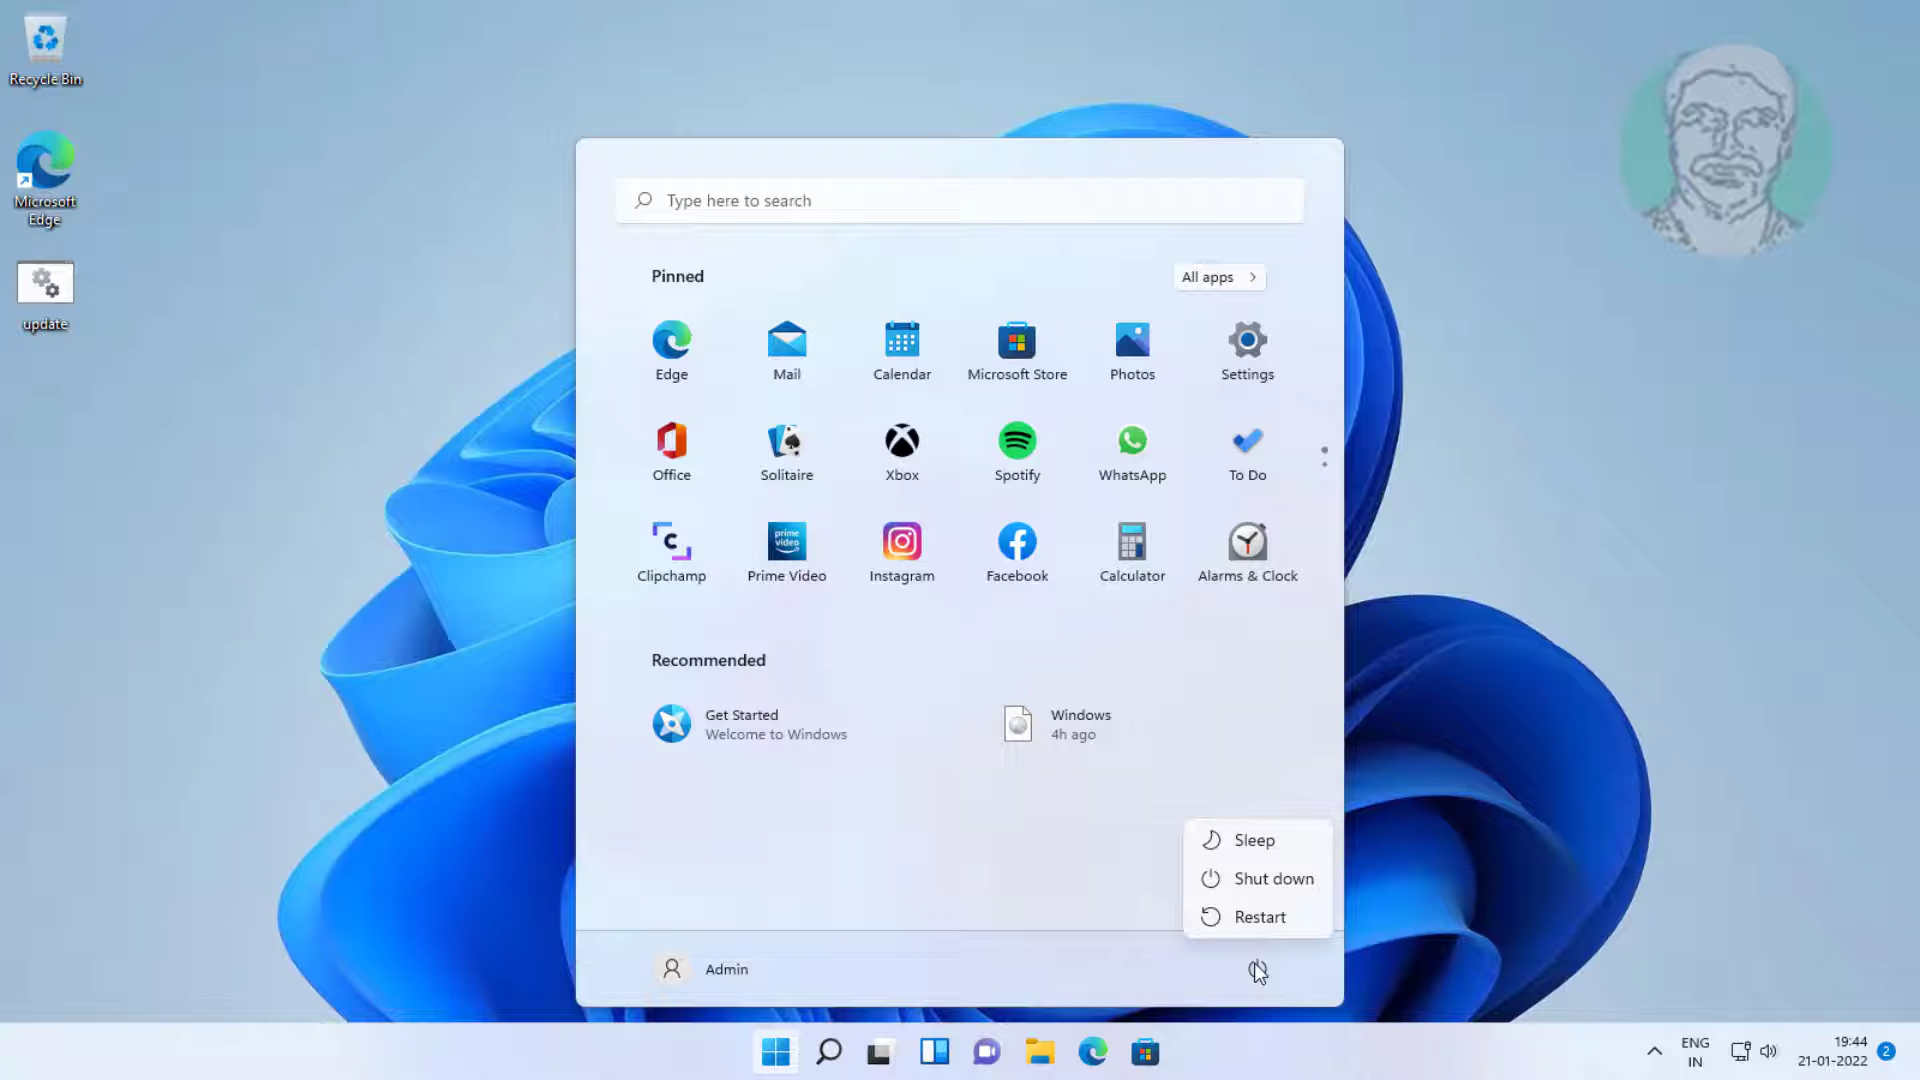 Recycle Bin
Microsoft
Edge
update
Type here to search
Pinned
All apps
Edge
Mail
Calendar
Microsoft Store
Photos
Settings
Office
Solitaire
Xbox
Spotify
WhatsApp
To Do
Clipchamp
prime video
Prime Video
Instagram
Facebook
Calculator
Alarms & Clock
Recommended
Get Started
Welcome to Windows
Windows
4h ago
Sleep
Shut down
Restart
Admin
ENG
IN
19:44
21-01-2022
2